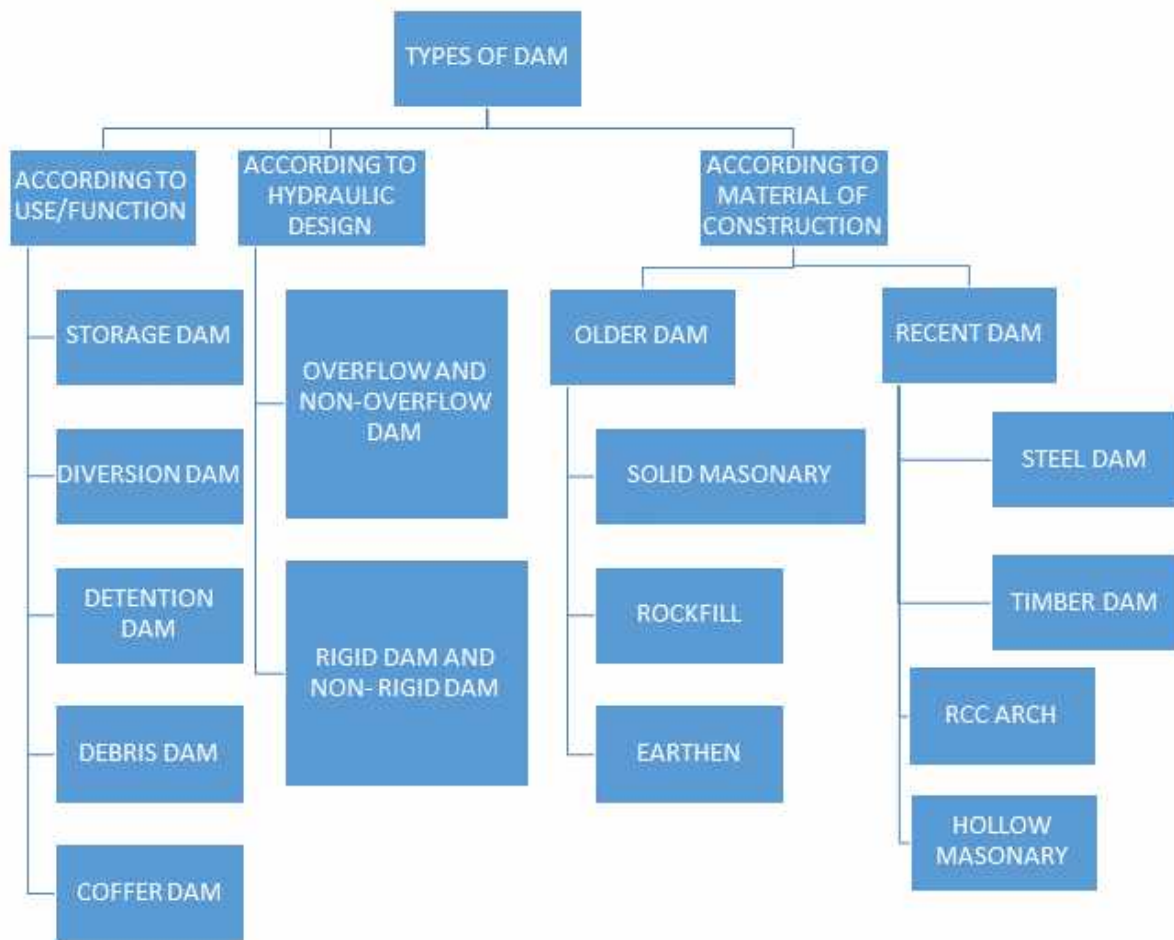 TYPES OF DAM
ACCORDING TO
USE/FUNCTION
STORAGE DAM
DIVERSION DAM
DETENTION
DAM
DEBRIS DAM
COFFER DAM
ACCORDING TO
HYDRAULIC
DESIGN
OVERFLOW AND
NON-OVERFLOW
DAM
RIGID DAM AND
NON- RIGID DAM
ACCORDING TO
MATERIAL OF
CONSTRUCTION
OLDER DAM
SOLID MASONARY
ROCKFILL
EARTHEN
RECENT DAM
STEEL DAM
TIMBER DAM
RCC ARCH
HOLLOW
MASONARY